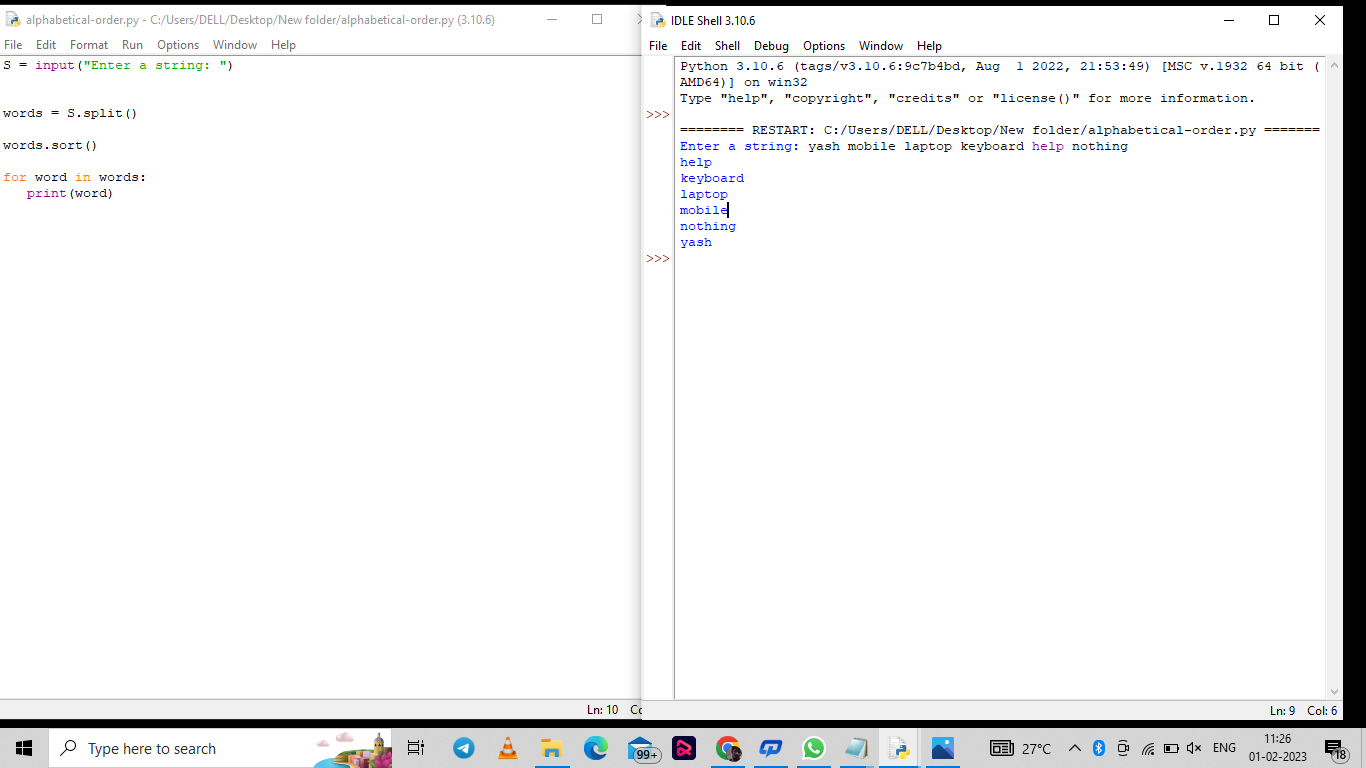 alphabetical-order.py - C:/Users/DELL/Desktop/New folder/alphabetical-order.py (3.10.6)
File Edit Format Run Options Window Help
S = input("Enter a string: ")
words = S.split()
words.sort()
for word in words:
print(word)
Ln: 10
IDLE Shell 3.10.6
File Edit Shell Debug Options Window Help
Python 3.10.6 (tags/v3.10.6:9c7b4bd, Aug 1 2022, 21:53:49) [MSC v.1932 64 bit (
AMD64)] on win32
Type "help", "copyright", "credits" or "license()" for more information.
>>>
======== RESTART: C:/Users/DELL/Desktop/New folder/alphabetical-order.py =======
Enter a string: yash mobile laptop keyboard help nothing
help
keyboard
laptop
mobile
nothing
yash
>>>
Ln: 9 Col: 6
Type here to search
99+
27°C
ENG
11:26
01-02-2023
18